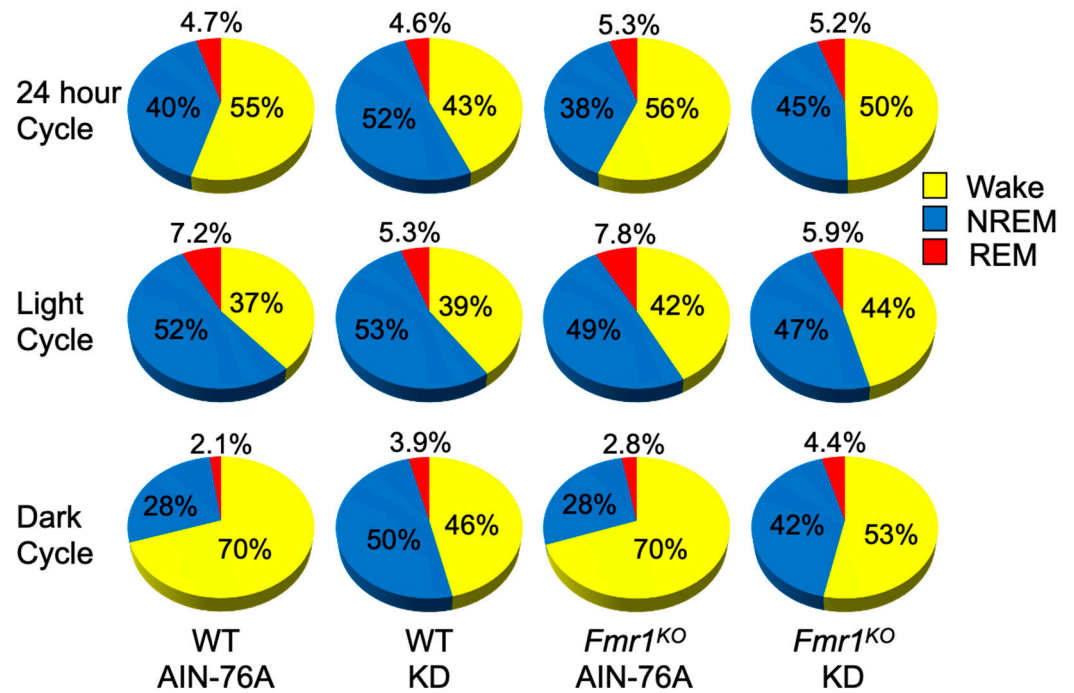 4.7%
4.6%
5.3%
5.2%
24 hour
Cycle
40%
55%
52%
43%
38%
56%
45%
50%
Wake
NREM
REM
7.2%
5.3%
7.8%
5.9%
Light
Cycle
52%
37%
53%
39%
49%
42%
47%
44%
2.1%
3.9%
2.8%
4.4%
Dark
Cycle
28%
70%
50%
46%
28%
70%
42%
53%
WT
AIN-76A
WT
KD
Fmr1KO
AIN-76A
Fmr1KO
KD